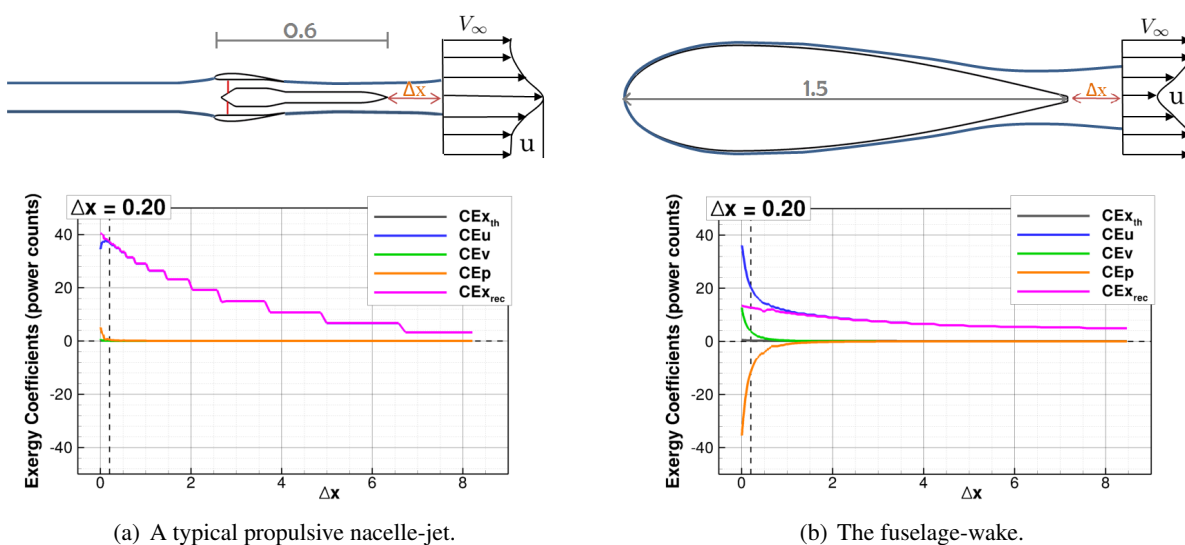 0.6
V∞
Δx
u
Exergy Coefficients (power counts)
Δx = 0.20
CEx_th
CEu
CEv
CEp
CEx_rec
40
20
0
-20
-40
0 2 4 6 8
Δx
(a) A typical propulsive nacelle-jet.
1.5
V∞
Δx
u
Exergy Coefficients (power counts)
Δx = 0.20
CEx_th
CEu
CEv
CEp
CEx_rec
40
20
0
-20
-40
0 2 4 6 8
Δx
(b) The fuselage-wake.